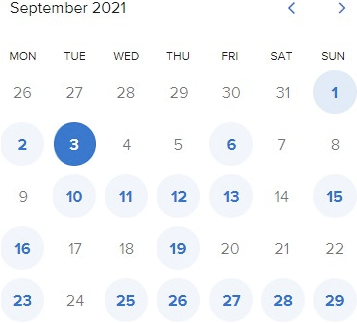 September 2021
MON TUE WED THU FRI SAT SUN
26 27 28 29 30 31 1
2 3 4 5 6 7 8
9 10 11 12 13 14 15
16 17 18 19 20 21 22
23 24 25 26 27 28 29